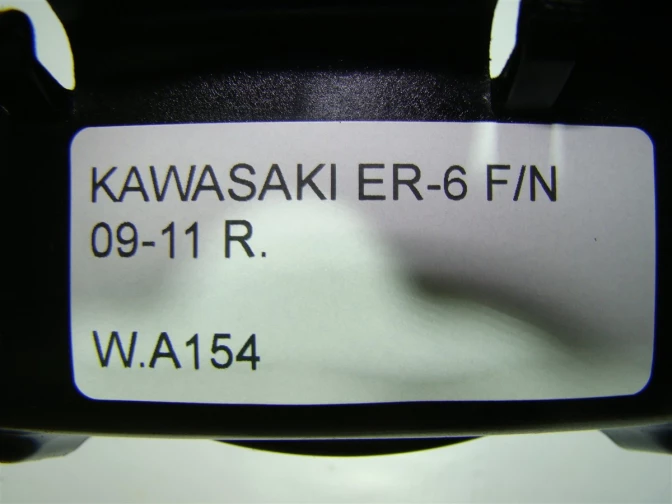 KAWASAKI ER-6 F/N
09-11 R.
W.A154